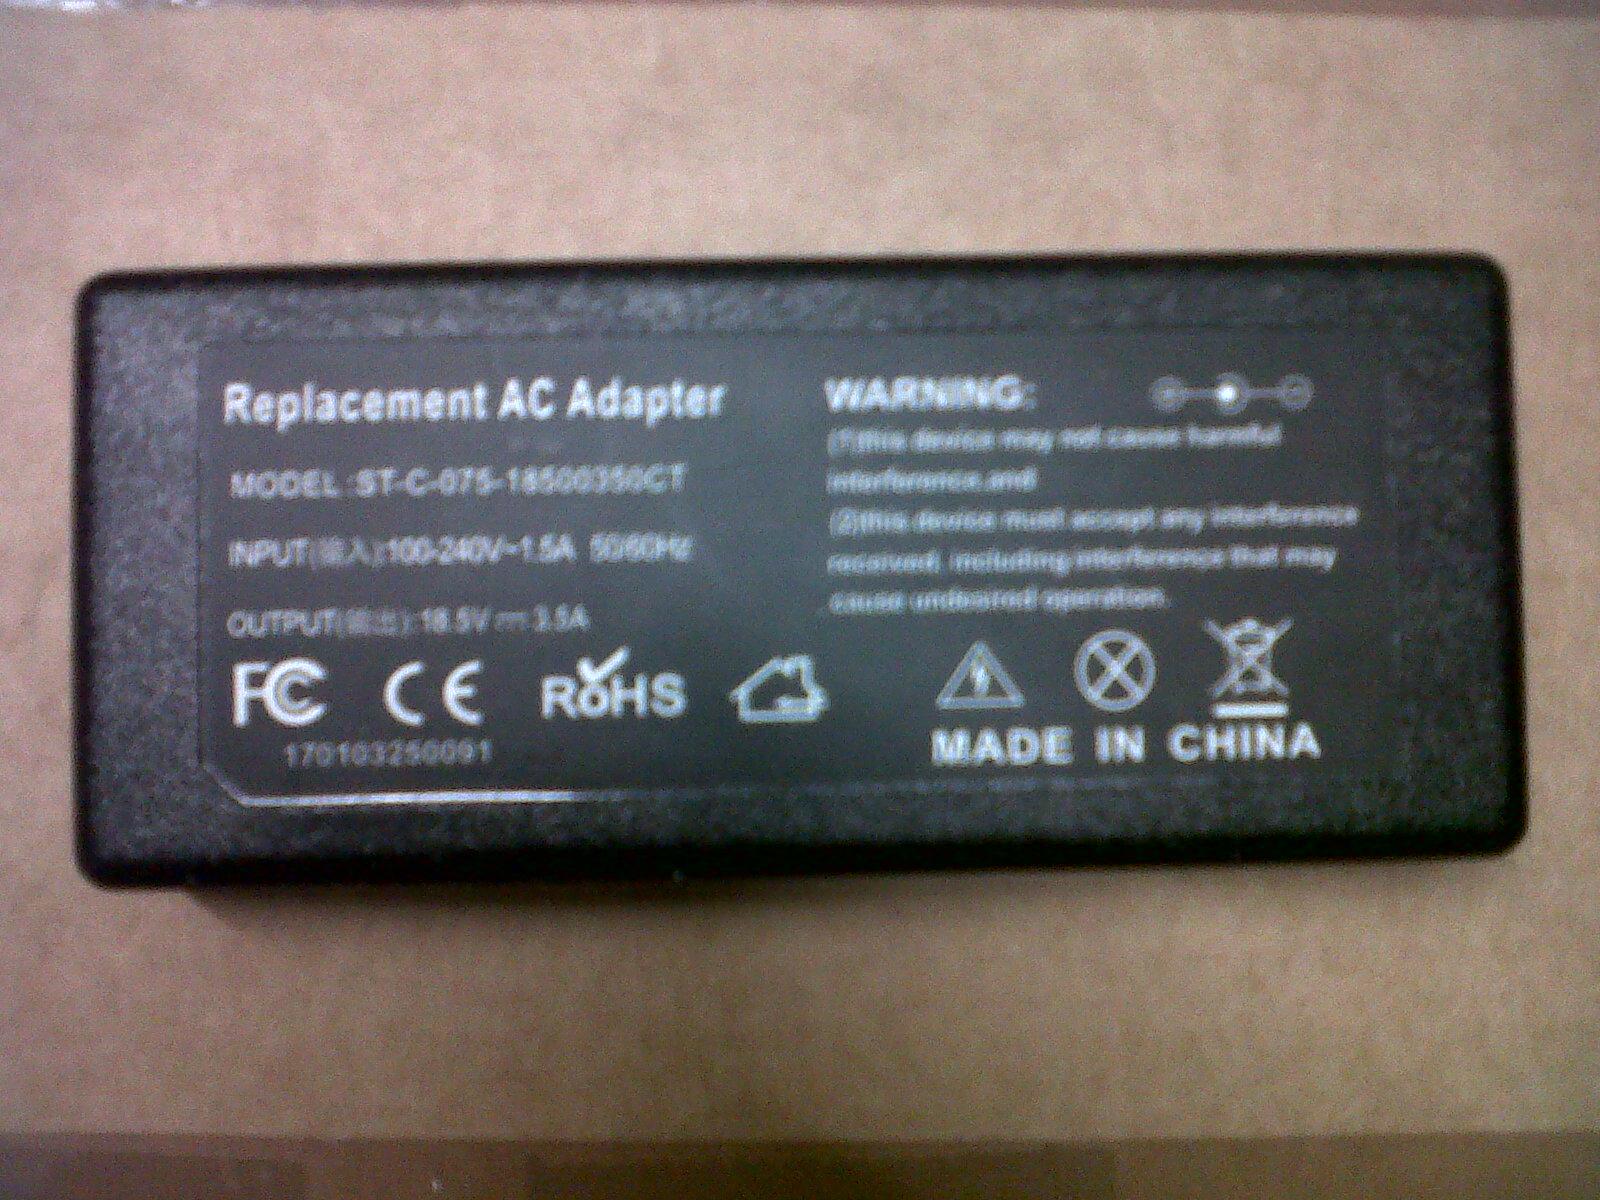 Replacement AC Adapter
MODEL:ST-C-075-18500350CT
INPUT(输入):100-240V~1.5A 50/60Hz
OUTPUT(输出):18.5V⎓3.5A
FC CE RoHS
170103250091
WARNING:
(1)this device may not cause harmful
interference,and
(2)this device must accept any interference
received, including interference that may
cause undesired operation.
MADE IN CHINA